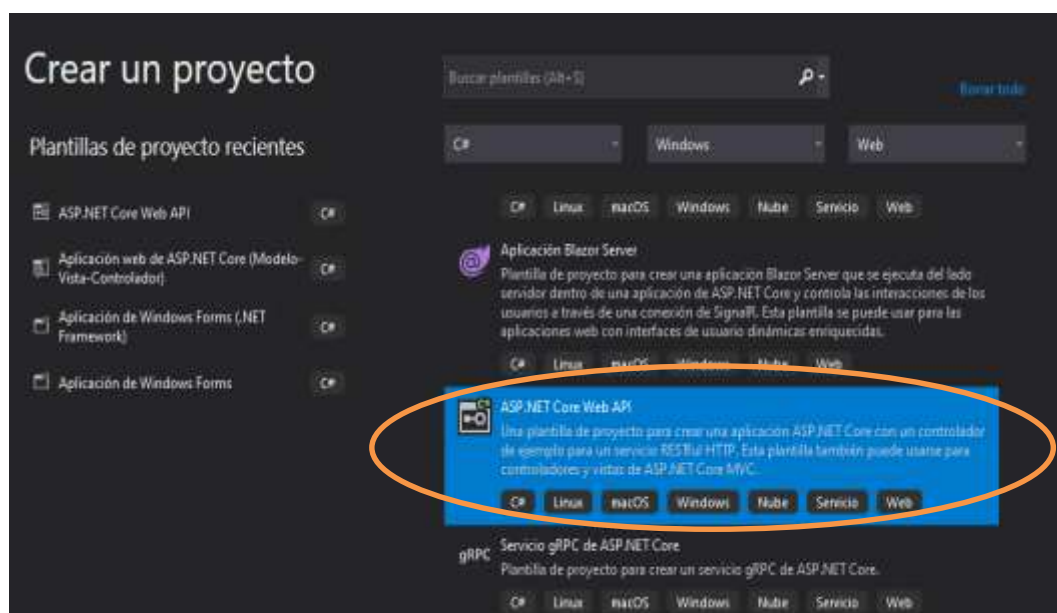 Crear un proyecto
Buscar plantillas (Alt+S)
Borrar todo
Plantillas de proyecto recientes
C#
Windows
Web
ASP.NET Core Web API
C#
Aplicación web de ASP.NET Core (Modelo-
Vista-Controlador)
C#
Aplicación de Windows Forms (.NET
Framework)
C#
Aplicación de Windows Forms
C#
C# Linux macOS Windows Nube Servicio Web
Aplicación Blazor Server
Plantilla de proyecto para crear una aplicación Blazor Server que se ejecuta del lado
servidor dentro de una aplicación de ASP.NET Core y controla las interacciones de los
usuarios a través de una conexión de SignalR. Esta plantilla se puede usar para las
aplicaciones web con interfaces de usuario dinámicas enriquecidas.
C# Linux macOS Windows Nube Web
ASP.NET Core Web API
Una plantilla de proyecto para crear una aplicación ASP.NET Core con un controlador
de ejemplo para un servicio RESTful HTTP. Esta plantilla también puede usarse para
controladores y vistas de ASP.NET Core MVC.
C# Linux macOS Windows Nube Servicio Web
gRPC
Servicio gRPC de ASP.NET Core
Plantilla de proyecto para crear un servicio gRPC de ASP.NET Core.
C# Linux macOS Windows Nube Servicio Web